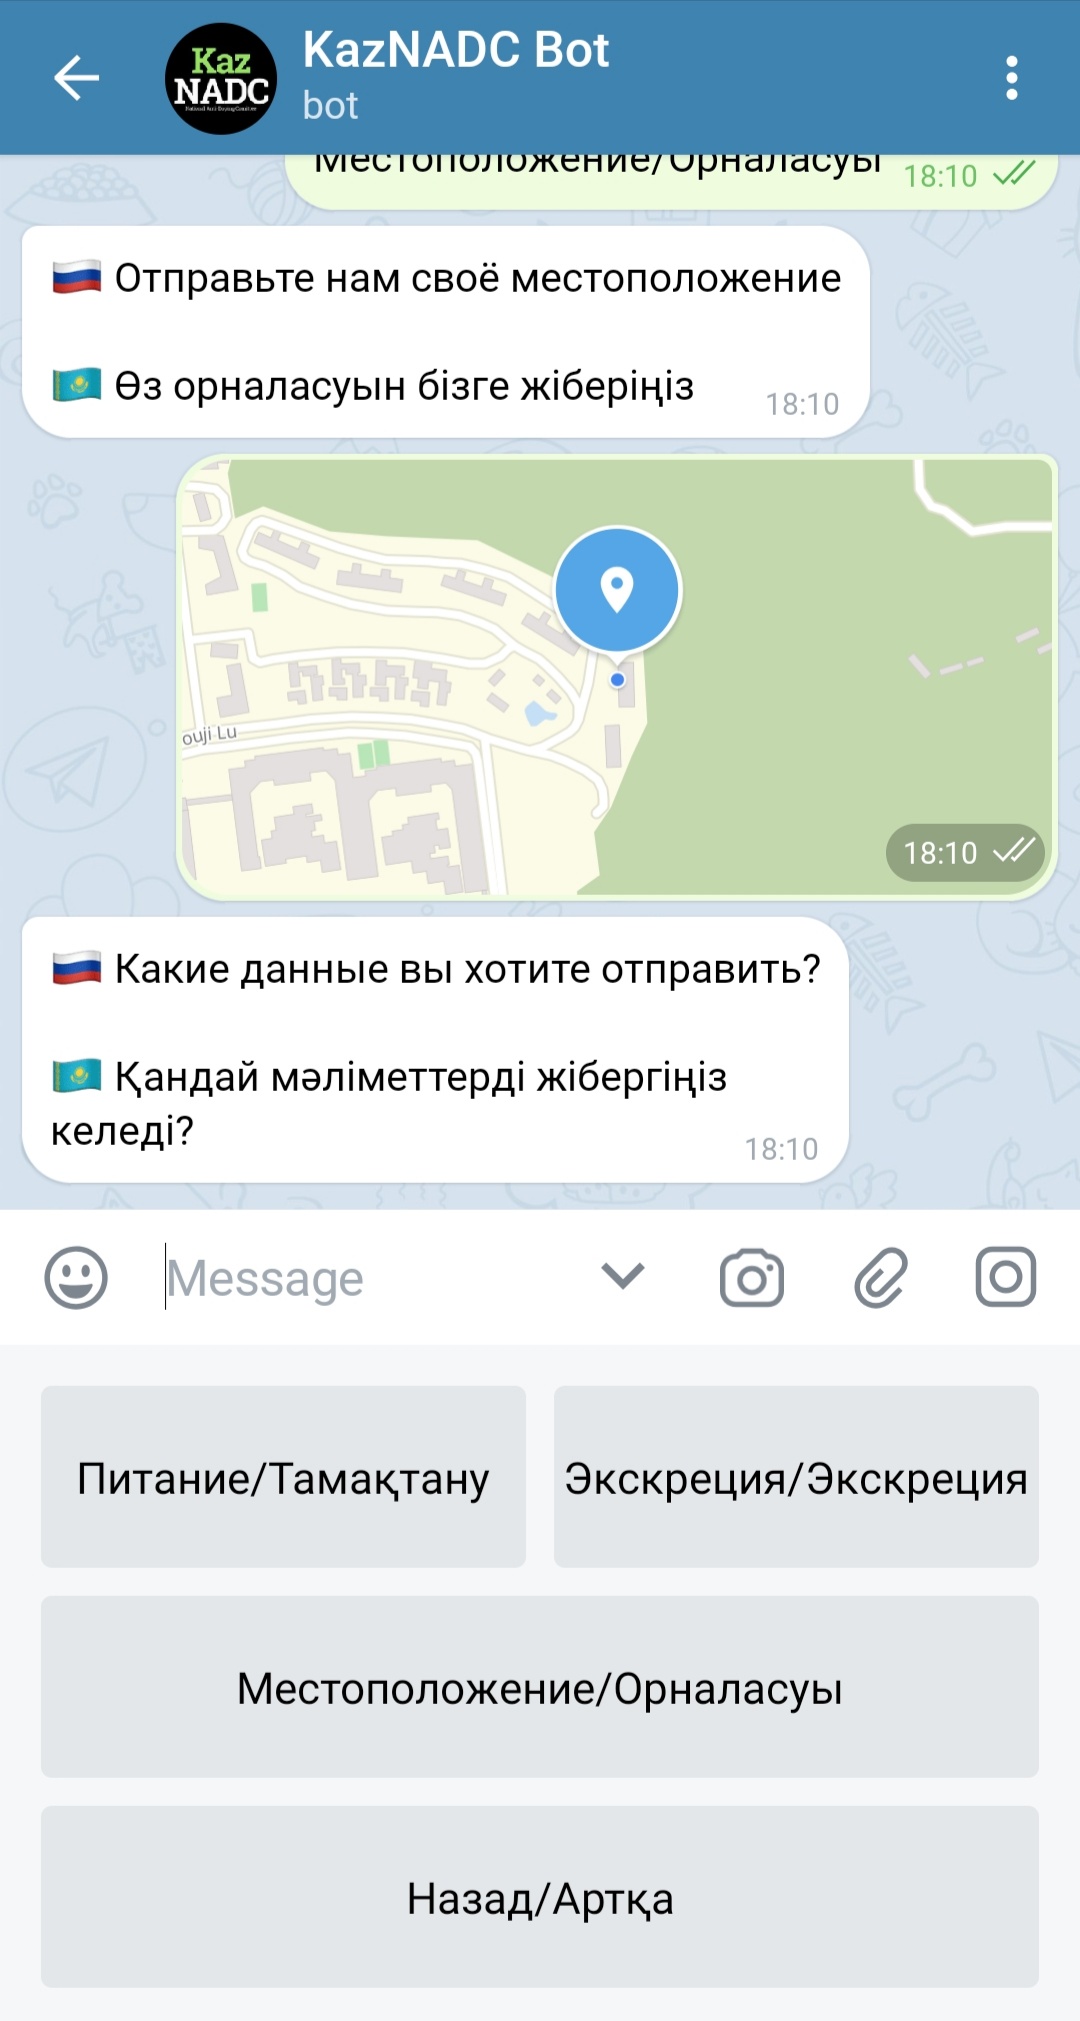 KazNADC Bot
bot
Kaz
NADC
Местоположение/Орналасуы 18:10
🇷🇺 Отправьте нам своё местоположение
🇰🇿 Өз орналасуын бізге жіберіңіз
18:10
ouji Lu
18:10
🇷🇺 Какие данные вы хотите отправить?
🇰🇿 Қандай мәліметтерді жібергіңіз
келеді?
18:10
Message
Питание/Тамақтану
Экскреция/Экскреция
Местоположение/Орналасуы
Назад/Артқа